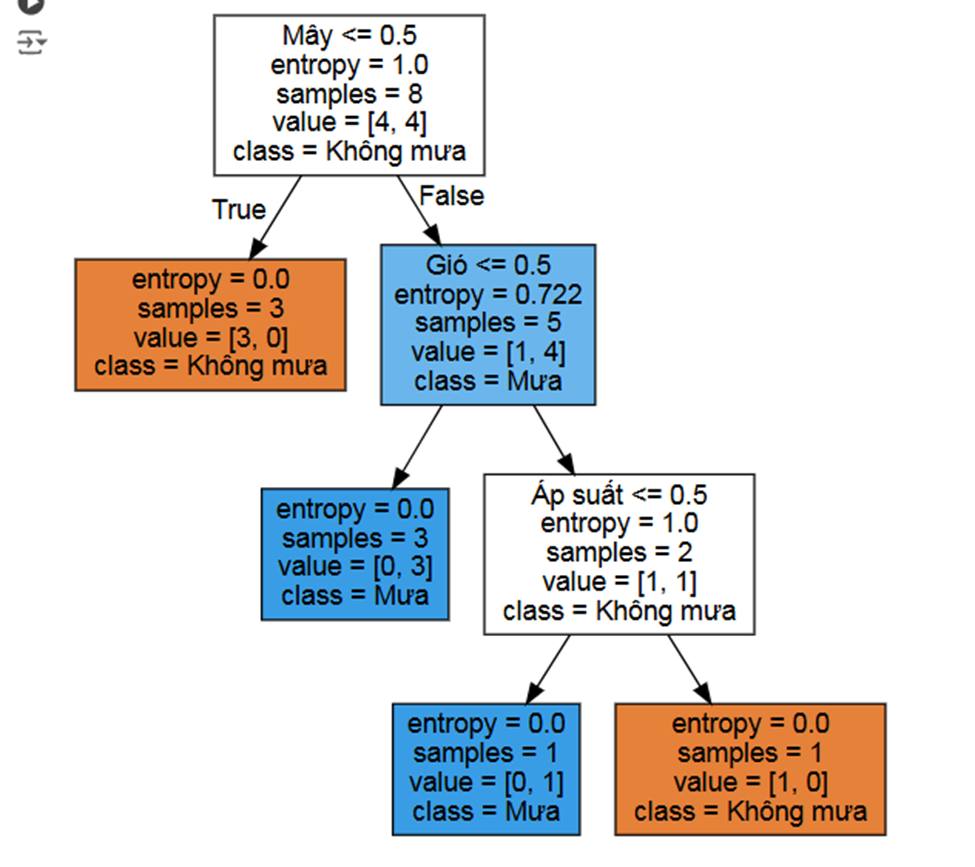 Mây <= 0.5
entropy = 1.0
samples = 8
value = [4, 4]
class = Không mưa
True
False
entropy = 0.0
samples = 3
value = [3, 0]
class = Không mưa
Gió <= 0.5
entropy = 0.722
samples = 5
value = [1, 4]
class = Mưa
entropy = 0.0
samples = 3
value = [0, 3]
class = Mưa
Áp suất <= 0.5
entropy = 1.0
samples = 2
value = [1, 1]
class = Không mưa
entropy = 0.0
samples = 1
value = [0, 1]
class = Mưa
entropy = 0.0
samples = 1
value = [1, 0]
class = Không mưa